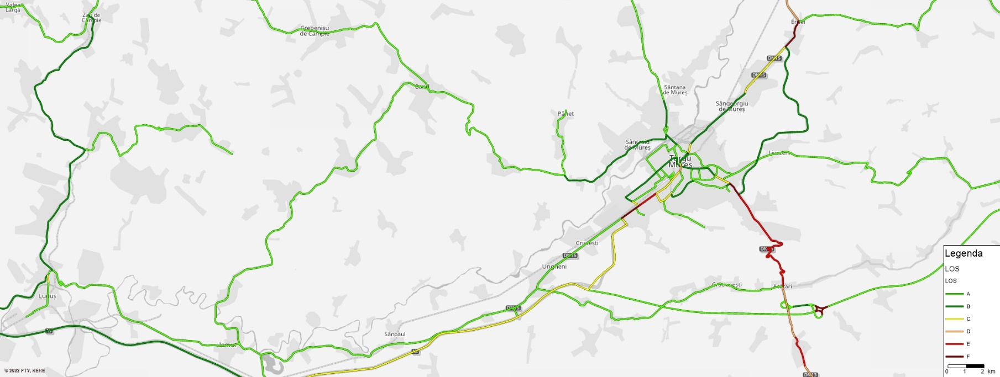 Valea
Largă
Zau de
Câmpie
Grebenișu
de Câmpie
Band
Pănet
Ernei
DN15
DN15
Sântana
de Mureș
Sângeorgiu
de Mureș
Sâncraiu
de Mureș
Târgu
Mureș
Livezeni
Cristești
DN15
Ungheni
DN13
Crăciunești
Acățari
DN15
Luduș
Sânpaul
Iernut
DN13
Legenda
LOS
LOS
A
B
C
D
E
F
0 1 2 km
© 2022 PTV, HERE